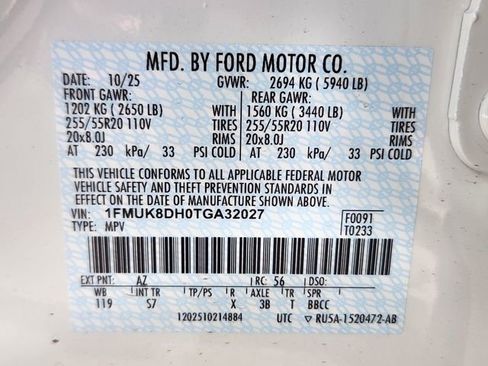 MFD. BY FORD MOTOR CO.
DATE: 10/25 GVWR: 2694 KG ( 5940 LB)
FRONT GAWR: REAR GAWR:
1202 KG ( 2650 LB) WITH 1560 KG ( 3440 LB) WITH
255/55R20 110V TIRES 255/55R20 110V TIRES
20x8.0J RIMS 20x8.0J RIMS
AT 230 kPa/ 33 PSI COLD AT 230 kPa/ 33 PSI COLD
THIS VEHICLE CONFORMS TO ALL APPLICABLE FEDERAL MOTOR
VEHICLE SAFETY AND THEFT PREVENTION STANDARDS IN
EFFECT ON THE DATE OF MANUFACTURE SHOWN ABOVE.
VIN: 1FMUK8DH0TGA32027 F0091
TYPE: MPV T0233
EXT PNT: AZ RC: 56 DSO:
WB INT TR TP/PS R AXLE TR SPR
119 S7 X 3B T BBCC
1202510214884 UTC ▽ RU5A-1520472-AB